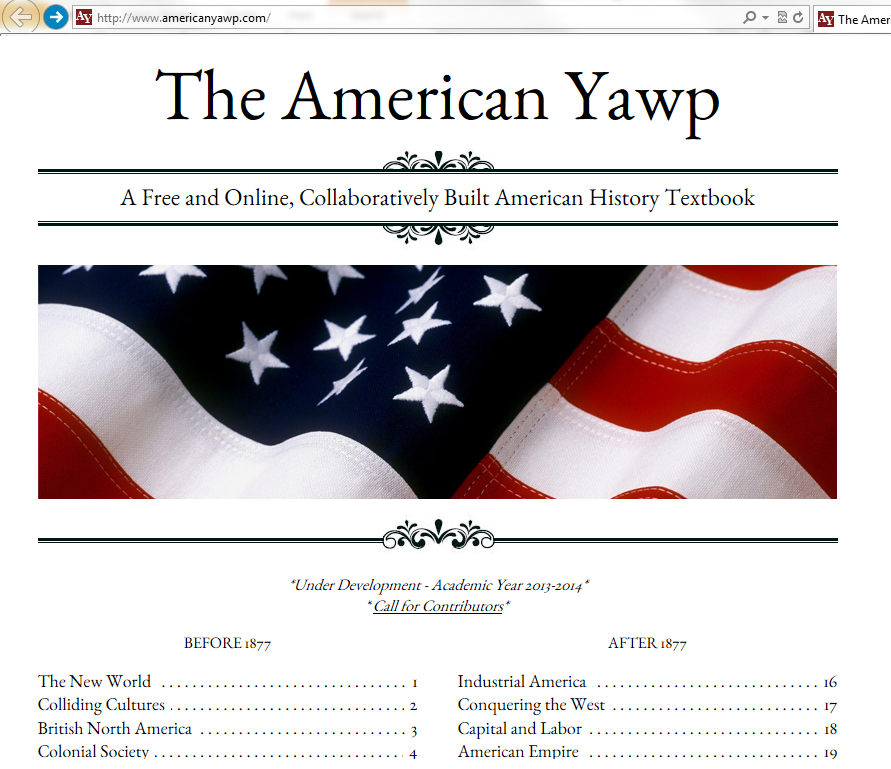 AY http://www.americanyawp.com/
AY The Amer
The American Yawp
A Free and Online, Collaboratively Built American History Textbook
*Under Development - Academic Year 2013-2014*
*Call for Contributors*
BEFORE 1877
The New World . . . . . . . . . . . . . . . . . . . . . . . . . . . . . . . . 1
Colliding Cultures . . . . . . . . . . . . . . . . . . . . . . . . . . . . . . 2
British North America . . . . . . . . . . . . . . . . . . . . . . . . . . . 3
Colonial Society . . . . . . . . . . . . . . . . . . . . . . . . . . . . . . . . 4
AFTER 1877
Industrial America . . . . . . . . . . . . . . . . . . . . . . . . . . . . . 16
Conquering the West . . . . . . . . . . . . . . . . . . . . . . . . . . . 17
Capital and Labor . . . . . . . . . . . . . . . . . . . . . . . . . . . . . . 18
American Empire . . . . . . . . . . . . . . . . . . . . . . . . . . . . . . 19